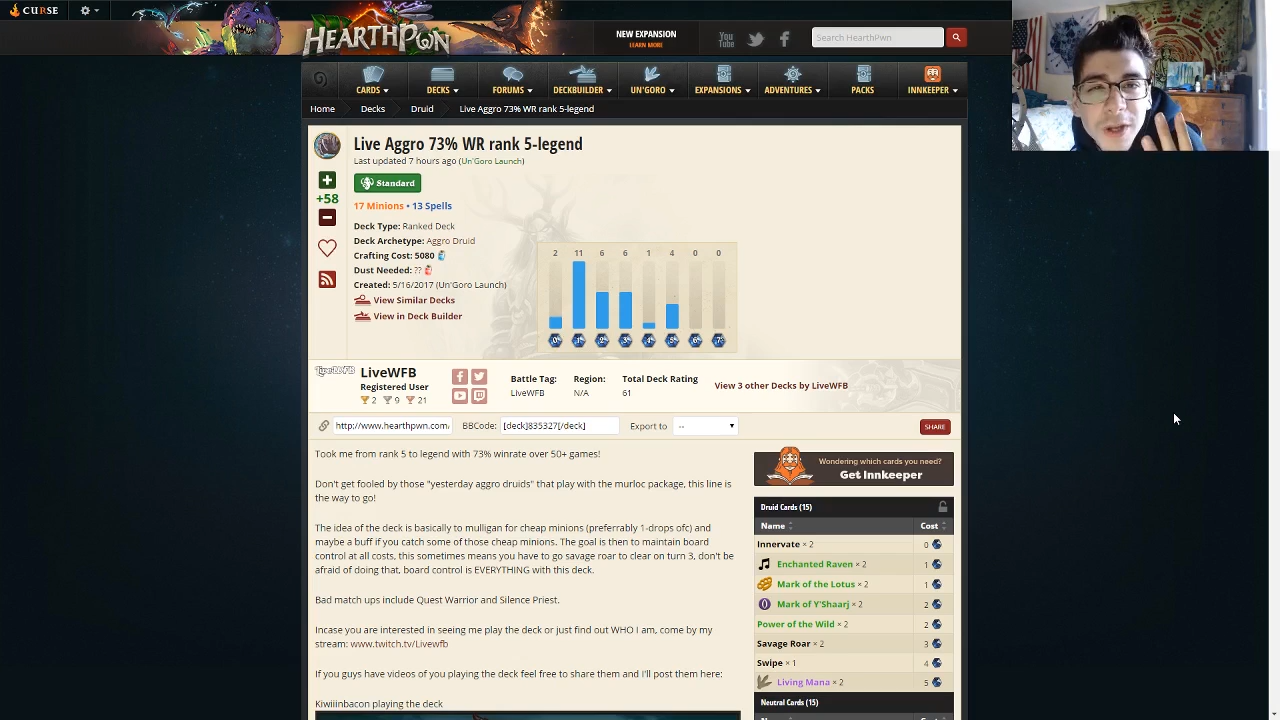 CURSE
HEARTHPWN
NEW EXPANSION
LEARN MORE
You
Tube
Search HearthPwn
CARDS
DECKS
FORUMS
DECKBUILDER
UN'GORO
EXPANSIONS
ADVENTURES
PACKS
INNKEEPER
Home
Decks
Druid
Live Aggro 73% WR rank 5-legend
Live Aggro 73% WR rank 5-legend
Last updated 7 hours ago (Un'Goro Launch)
Standard
+58
17 Minions • 13 Spells
Deck Type: Ranked Deck
Deck Archetype: Aggro Druid
Crafting Cost: 5080
Dust Needed: ??
Created: 5/16/2017 (Un'Goro Launch)
View Similar Decks
View in Deck Builder
2 11 6 6 1 4 0 0
0 1 2 3 4 5 6 7
LiveWFB
Registered User
2 9 21
Battle Tag:
LiveWFB
Region:
N/A
Total Deck Rating
61
View 3 other Decks by LiveWFB
http://www.hearthpwn.com/
BBCode:
[deck]835327[/deck]
Export to
--
SHARE
Took me from rank 5 to legend with 73% winrate over 50+ games!
Don't get fooled by those "yesterday aggro druids" that play with the murloc package, this line is
the way to go!
The idea of the deck is basically to mulligan for cheap minions (preferrably 1-drops ofc) and
maybe a buff if you catch some of those cheap minions. The goal is then to maintain board
control at all costs, this sometimes means you have to go savage roar to clear on turn 3, don't be
afraid of doing that, board control is EVERYTHING with this deck.
Bad match ups include Quest Warrior and Silence Priest.
Incase you are interested in seeing me play the deck or just find out WHO I am, come by my
stream: www.twitch.tv/Livewfb
If you guys have videos of you playing the deck feel free to share them and I'll post them here:
Kiwiiinbacon playing the deck
Wondering which cards you need?
Get Innkeeper
Druid Cards (15)
Name Cost
Innervate × 2 0
Enchanted Raven × 2 1
Mark of the Lotus × 2 1
Mark of Y'Shaarj × 2 2
Power of the Wild × 2 2
Savage Roar × 2 3
Swipe × 1 4
Living Mana × 2 5
Neutral Cards (15)